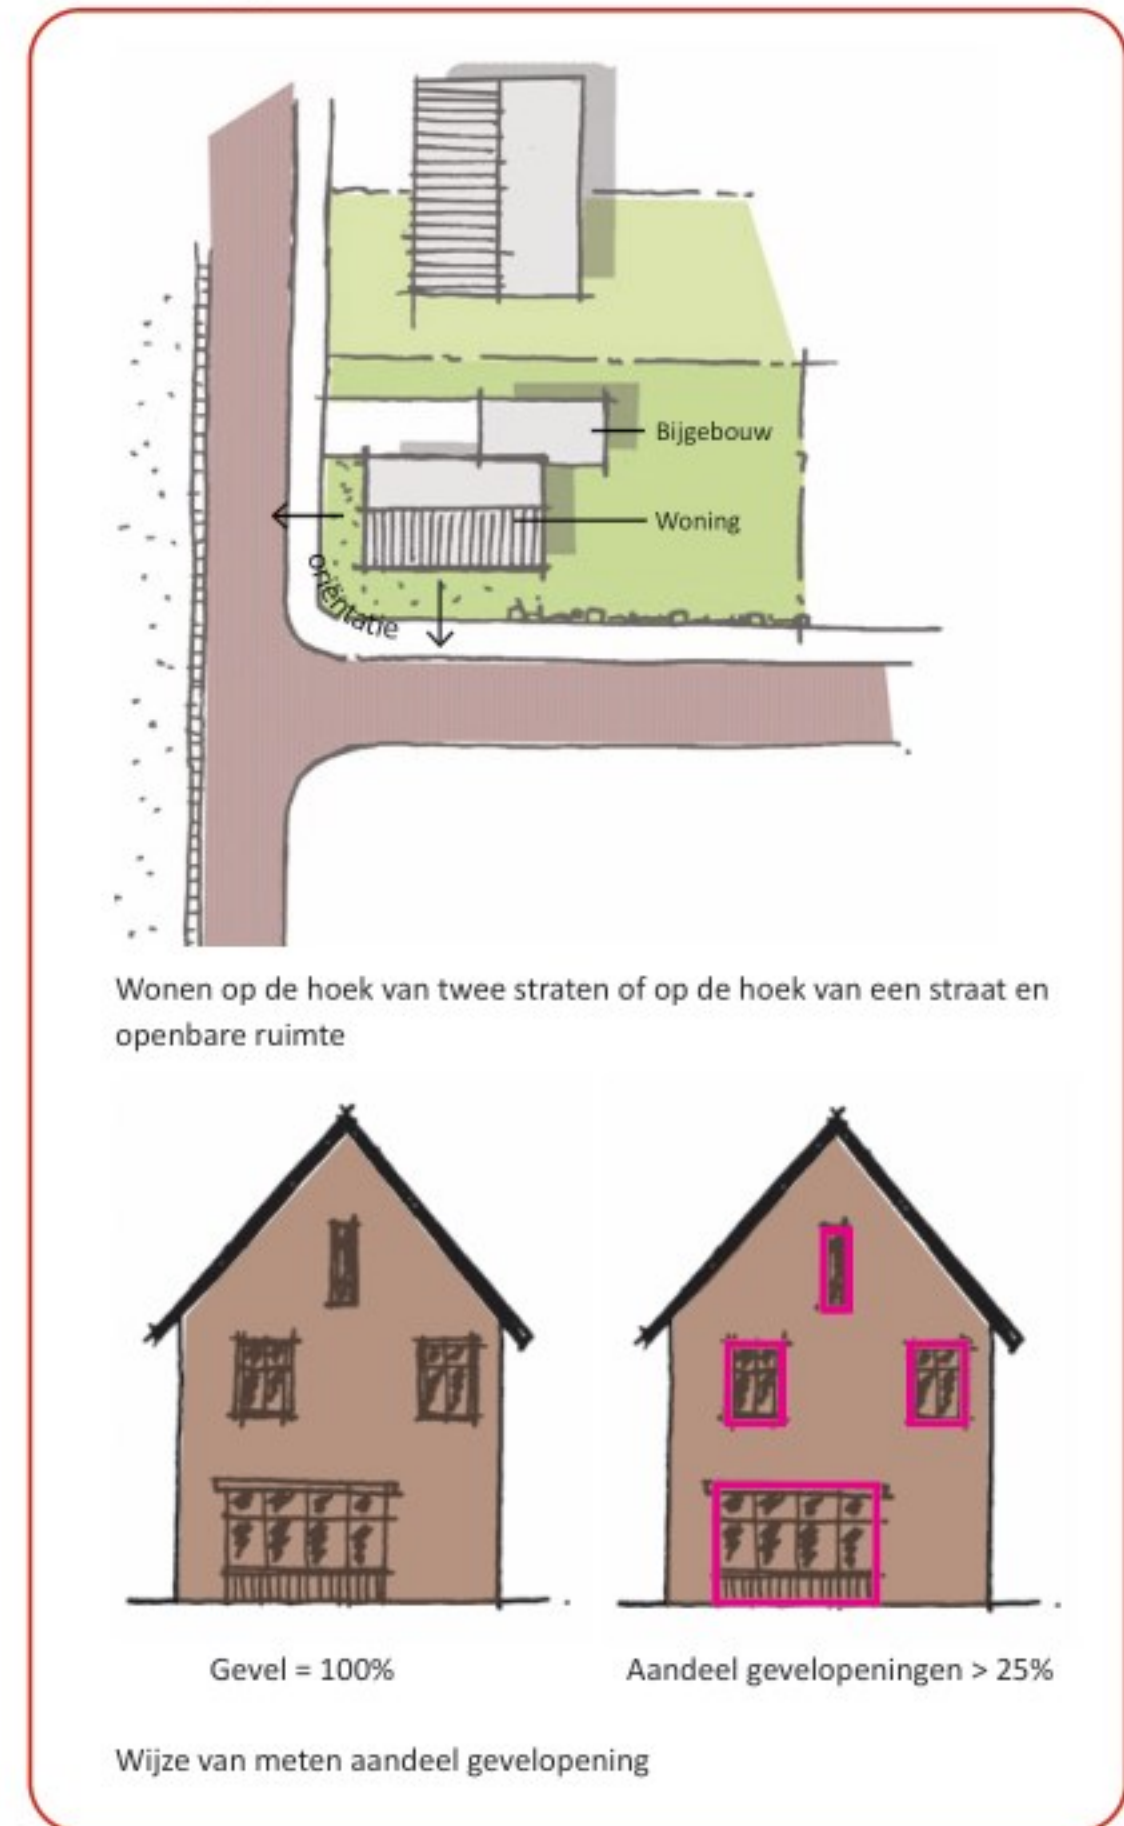 Bijgebouw
Woning
oriëntatie
Wonen op de hoek van twee straten of op de hoek van een straat en
openbare ruimte
Gevel = 100%
Aandeel gevelopeningen > 25%
Wijze van meten aandeel gevelopening